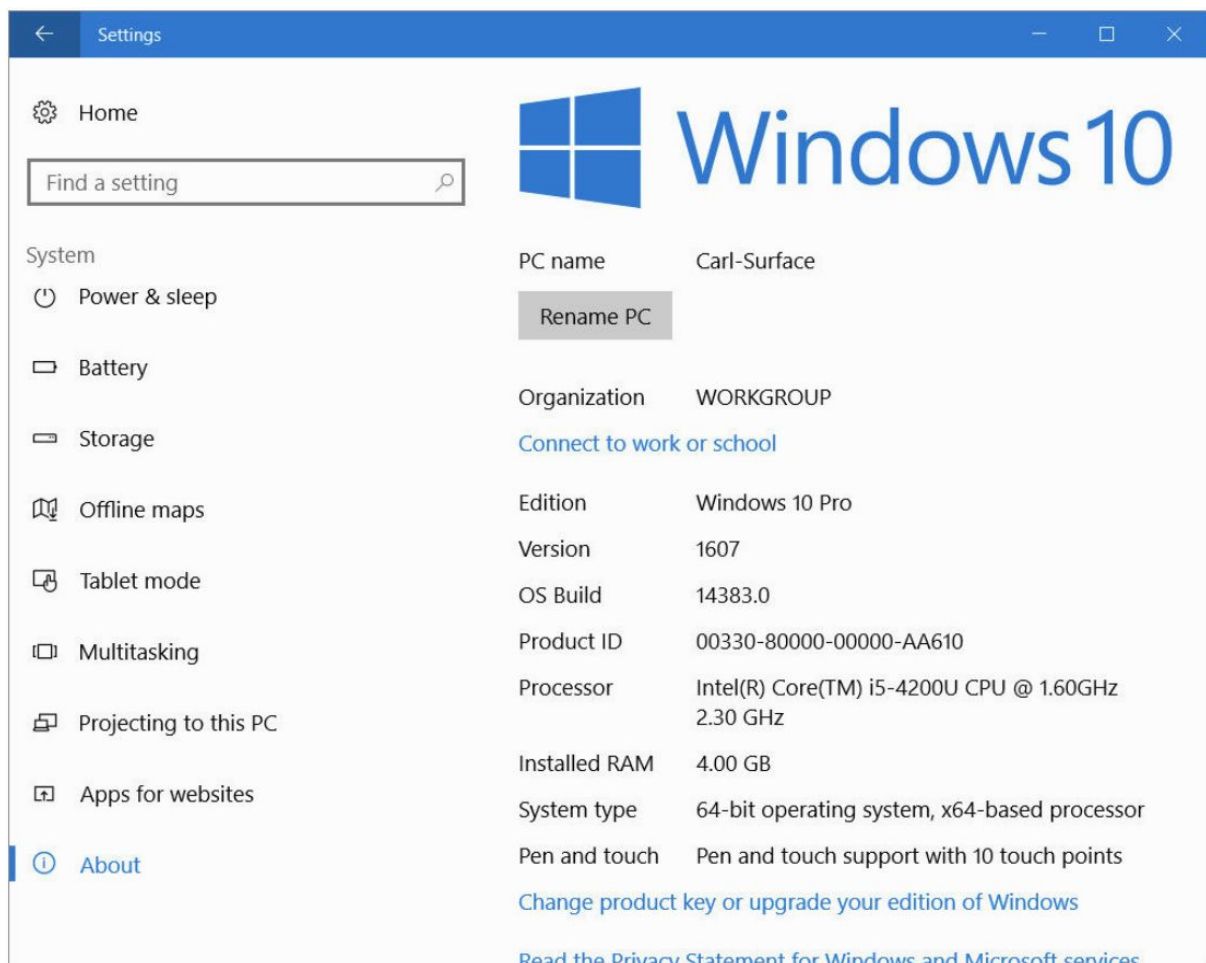 Settings
Home
Find a setting
System
Power & sleep
Battery
Storage
Offline maps
Tablet mode
Multitasking
Projecting to this PC
Apps for websites
About
Windows 10
PC name Carl-Surface
Rename PC
Organization WORKGROUP
Connect to work or school
Edition Windows 10 Pro
Version 1607
OS Build 14383.0
Product ID 00330-80000-00000-AA610
Processor Intel(R) Core(TM) i5-4200U CPU @ 1.60GHz
2.30 GHz
Installed RAM 4.00 GB
System type 64-bit operating system, x64-based processor
Pen and touch Pen and touch support with 10 touch points
Change product key or upgrade your edition of Windows
Read the Privacy Statement for Windows and Microsoft services